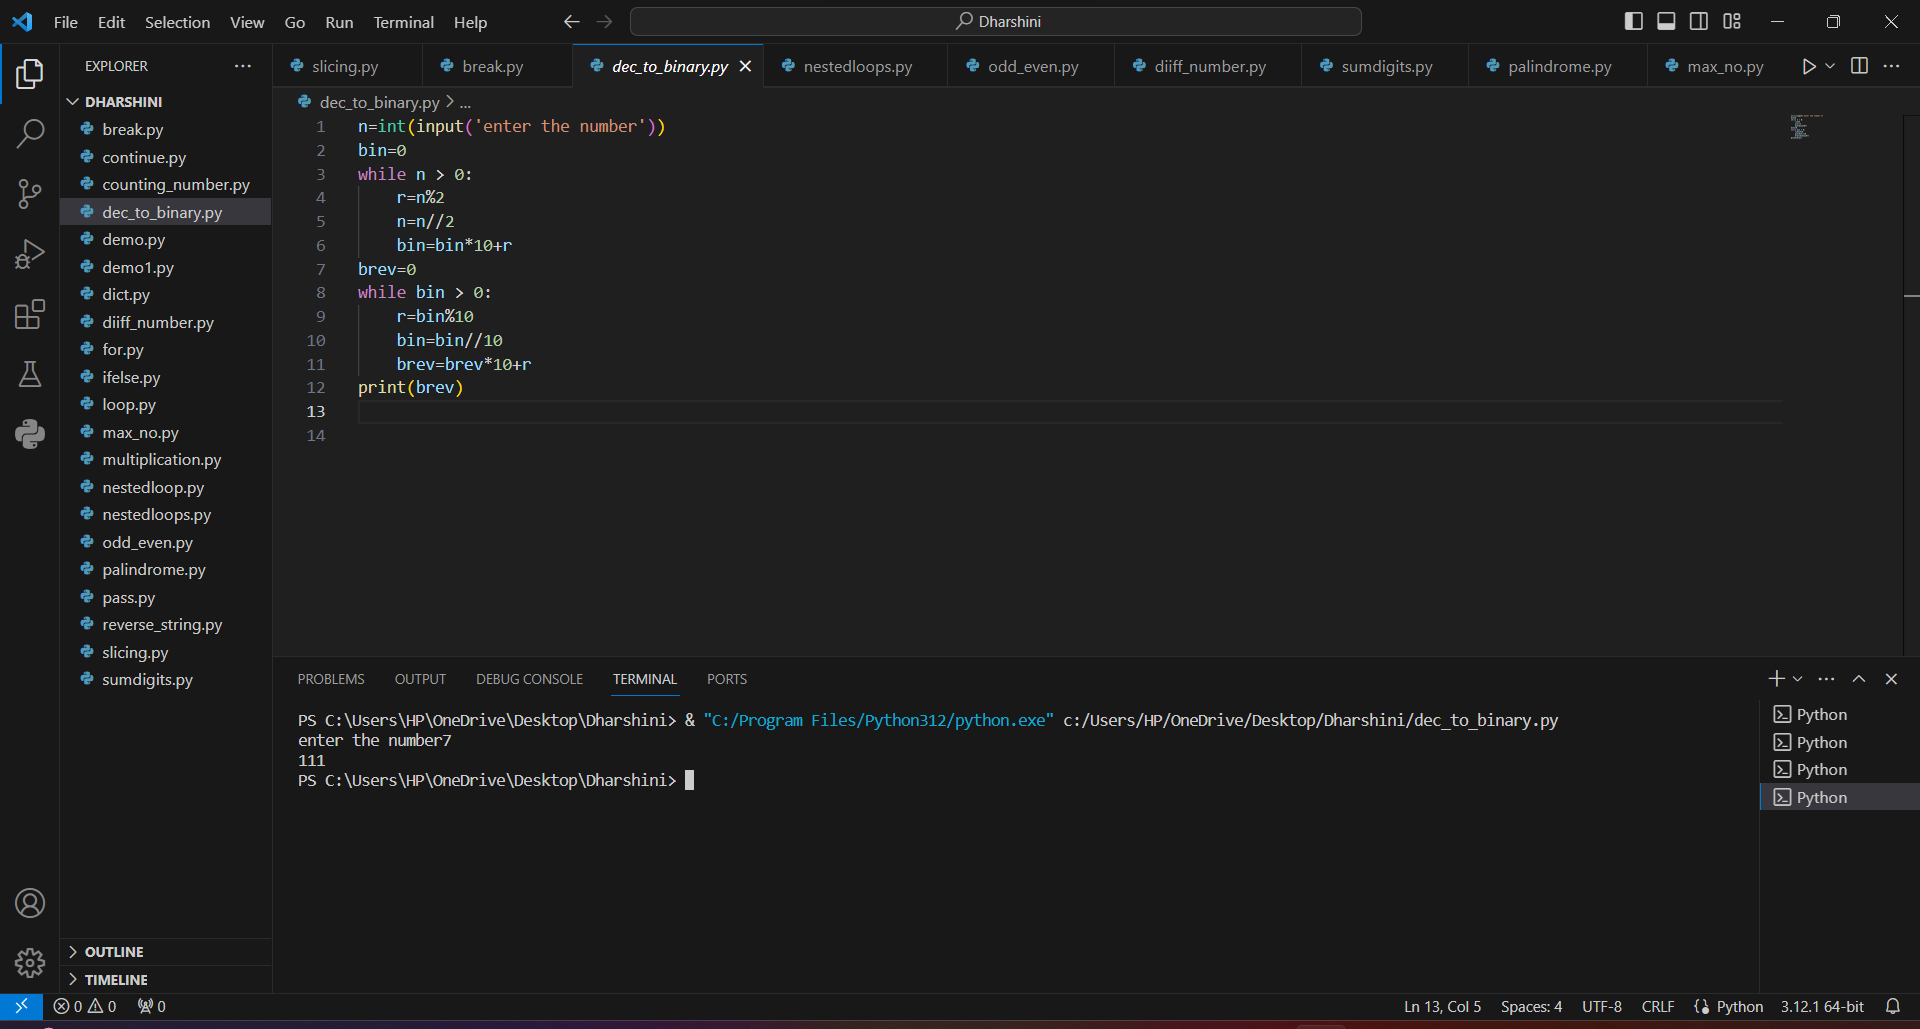 File Edit Selection View Go Run Terminal Help
Dharshini
EXPLORER
slicing.py break.py dec_to_binary.py nestedloops.py odd_even.py diiff_number.py sumdigits.py palindrome.py max_no.py
DHARSHINI
break.py
continue.py
counting_number.py
dec_to_binary.py
demo.py
demo1.py
dict.py
diiff_number.py
for.py
ifelse.py
loop.py
max_no.py
multiplication.py
nestedloop.py
nestedloops.py
odd_even.py
palindrome.py
pass.py
reverse_string.py
slicing.py
sumdigits.py
OUTLINE
TIMELINE
dec_to_binary.py > ...
1 n=int(input('enter the number'))
2 bin=0
3 while n > 0:
4     r=n%2
5     n=n//2
6     bin=bin*10+r
7 brev=0
8 while bin > 0:
9     r=bin%10
10     bin=bin//10
11     brev=brev*10+r
12 print(brev)
13
14
PROBLEMS OUTPUT DEBUG CONSOLE TERMINAL PORTS
PS C:\Users\HP\OneDrive\Desktop\Dharshini> & "C:/Program Files/Python312/python.exe" c:/Users/HP/OneDrive/Desktop/Dharshini/dec_to_binary.py
enter the number7
111
PS C:\Users\HP\OneDrive\Desktop\Dharshini>
Python
Python
Python
Python
0 0 0
Ln 13, Col 5 Spaces: 4 UTF-8 CRLF Python 3.12.1 64-bit